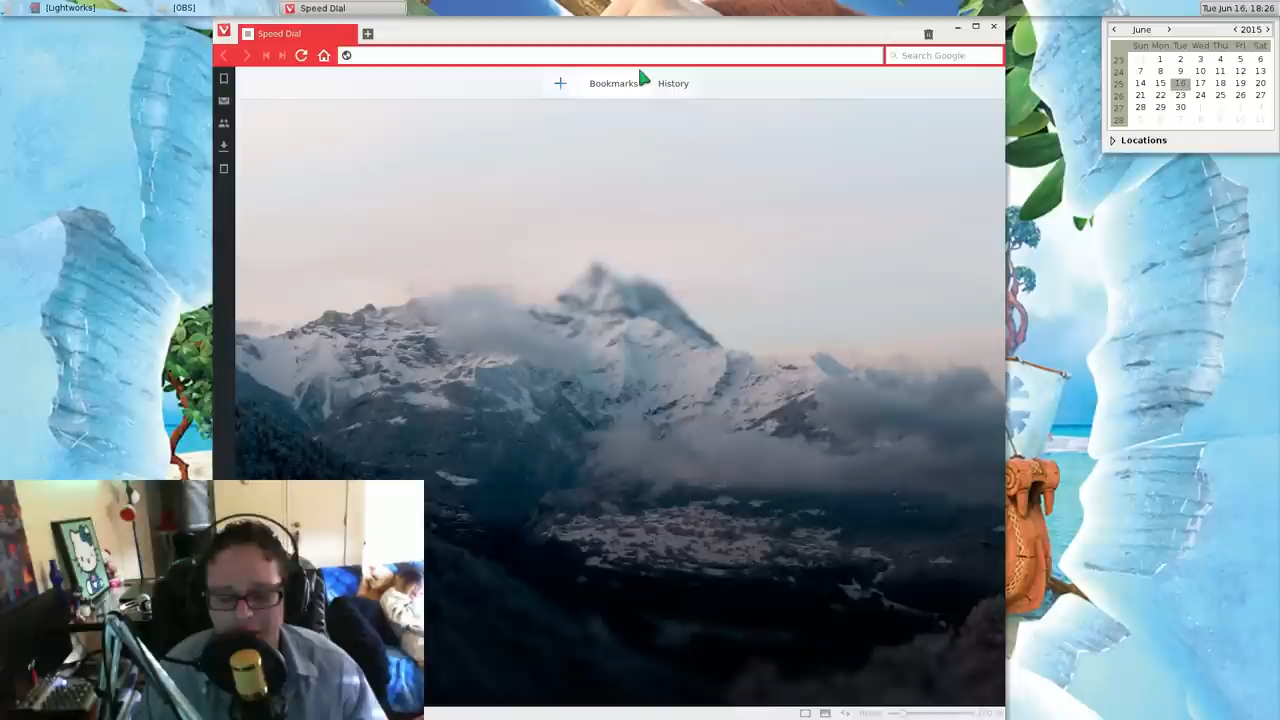 [Lightworks]
[OBS]
Speed Dial
Tue Jun 16, 18:26
Speed Dial
Search Google
Bookmarks
History
June
2015
Sun Mon Tue Wed Thu Fri Sat
23 1 2 3 4 5 6
24 7 8 9 10 11 12 13
25 14 15 16 17 18 19 20
26 21 22 23 24 25 26 27
27 28 29 30
28
Locations